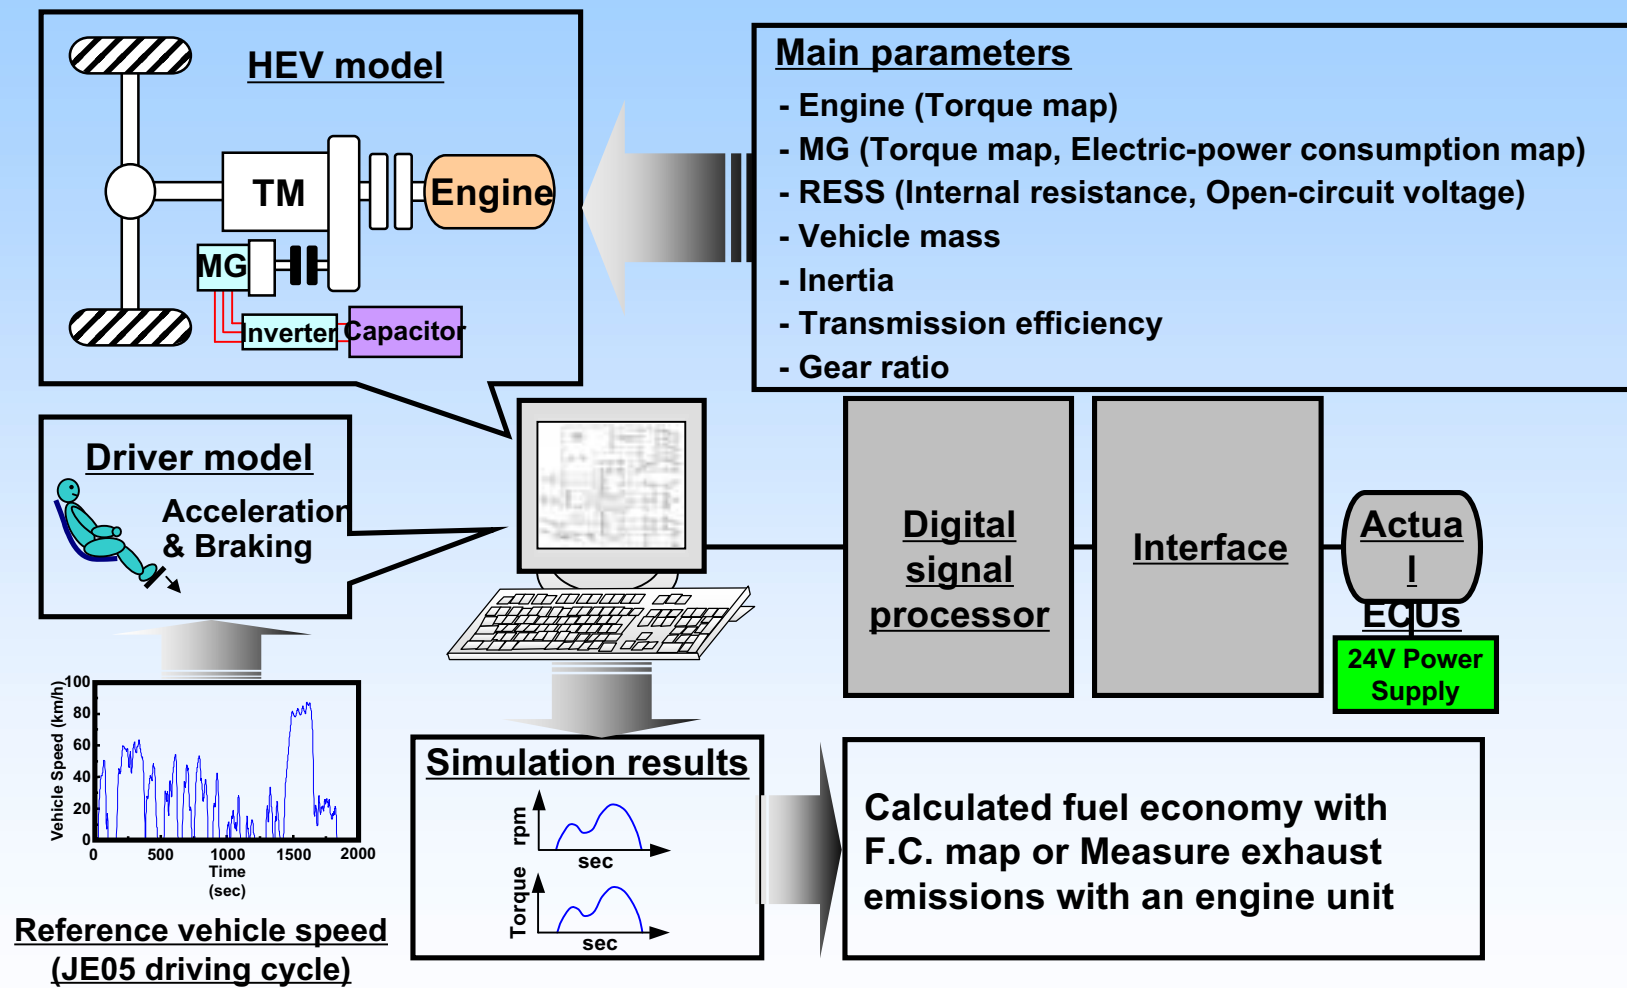 HEV model
TM
Engine
MG
Inverter
Capacitor
Main parameters
- Engine (Torque map)
- MG (Torque map, Electric-power consumption map)
- RESS (Internal resistance, Open-circuit voltage)
- Vehicle mass
- Inertia
- Transmission efficiency
- Gear ratio
Driver model
Acceleration
& Braking
Digital
signal
processor
Interface
Actua
l
ECUs
24V Power
Supply
Vehicle Speed (km/h)
100
80
60
40
20
0
0
500
1000
1500
2000
Time
(sec)
Reference vehicle speed
(JE05 driving cycle)
Simulation results
rpm
sec
Torque
sec
Calculated fuel economy with
F.C. map or Measure exhaust
emissions with an engine unit